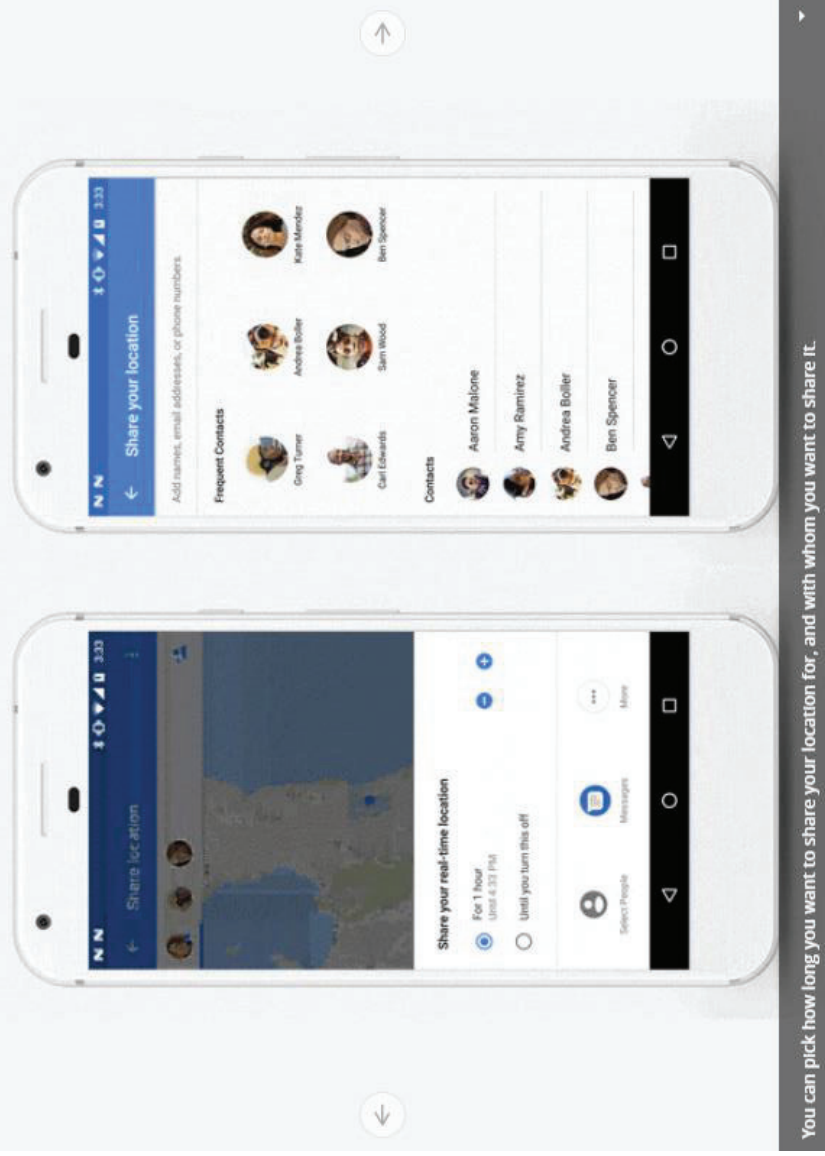 N N
3:33
Share location
Share your real-time location
For 1 hour
Until 4:33 PM
Until you turn this off
Select People
Messages
More
N N
3:33
Share your location
Add names, email addresses, or phone numbers
Frequent Contacts
Greg Turner
Andrea Boller
Kate Mendez
Carl Edwards
Sam Wood
Ben Spencer
Contacts
Aaron Malone
Amy Ramirez
Andrea Boller
Ben Spencer
You can pick how long you want to share your location for, and with whom you want to share it.